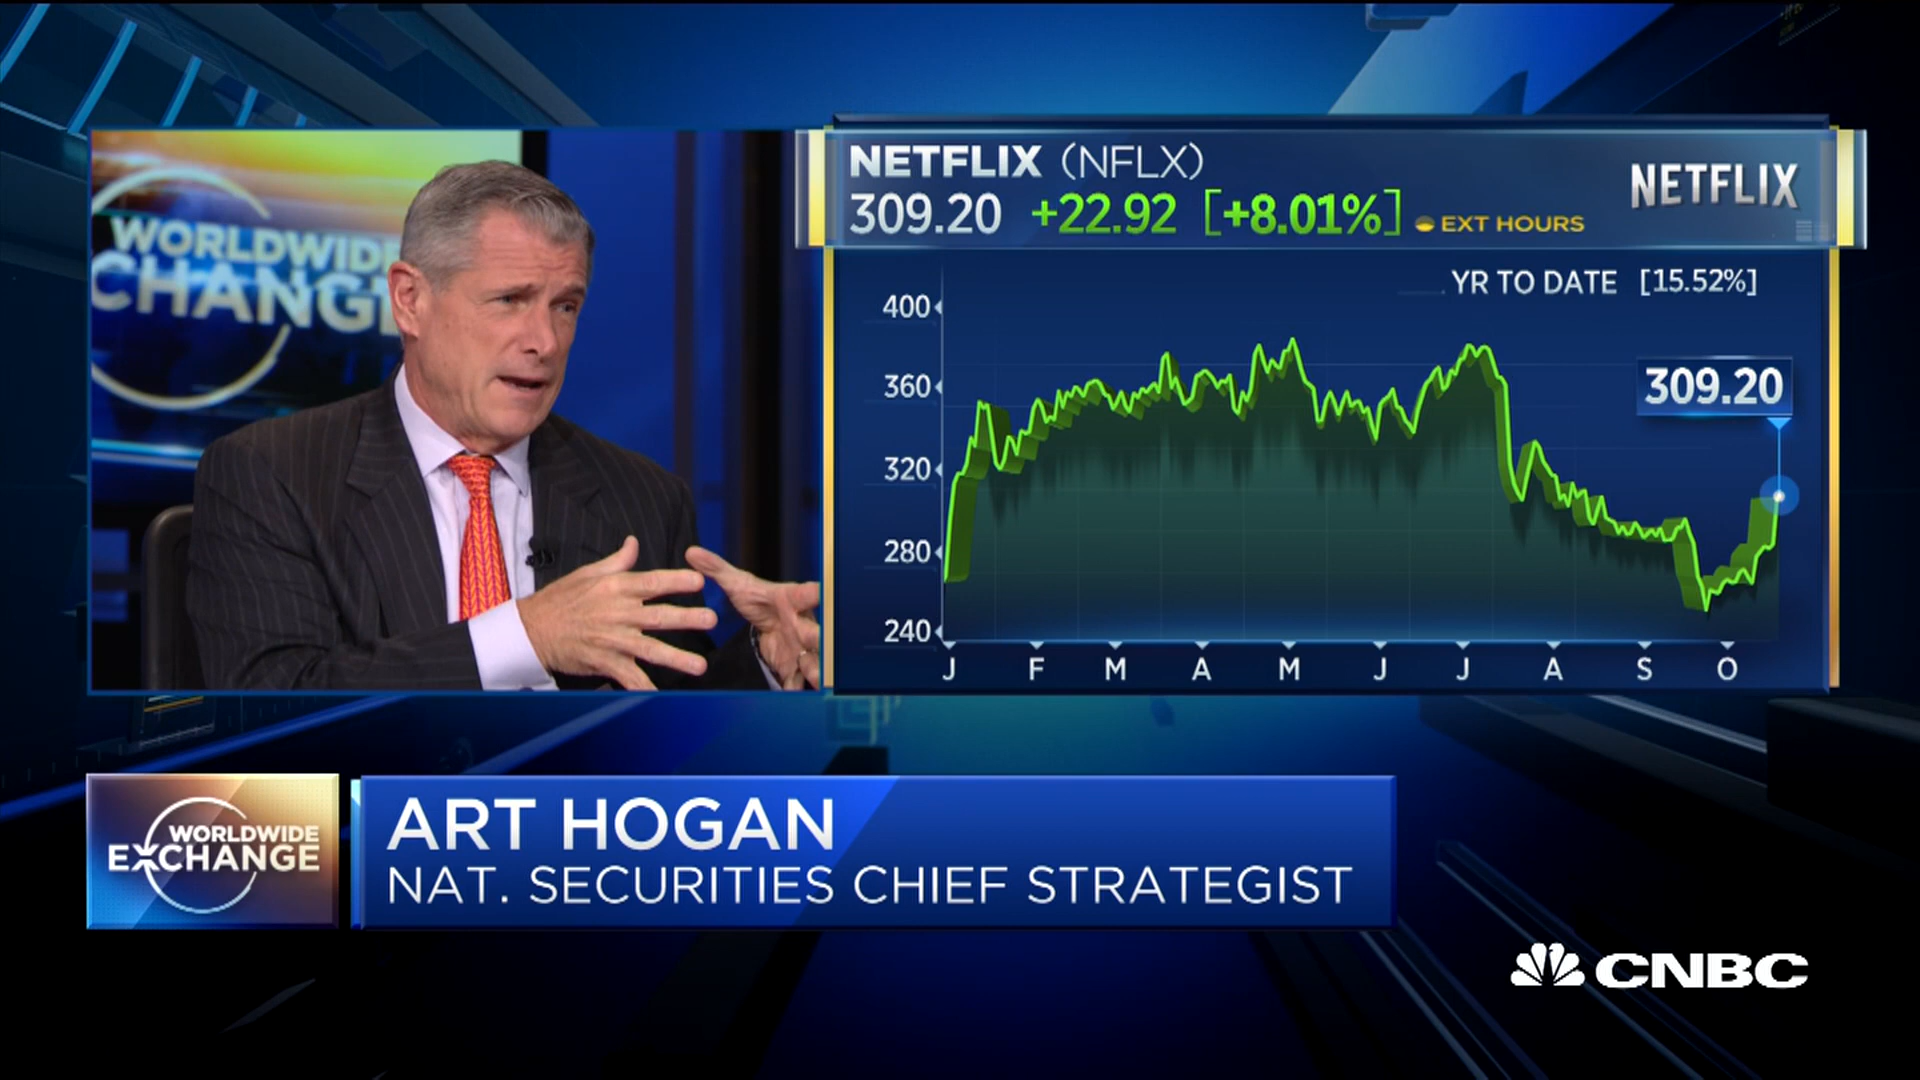 WORLDWIDE
CHANG
NETFLIX (NFLX)
309.20 +22.92 [+8.01%] EXT HOURS
NETFLIX
YR TO DATE [15.52%]
400
360
320
280
240
309.20
J F M A M J J A S O
WORLDWIDE
EXCHANGE
ART HOGAN
NAT. SECURITIES CHIEF STRATEGIST
CNBC